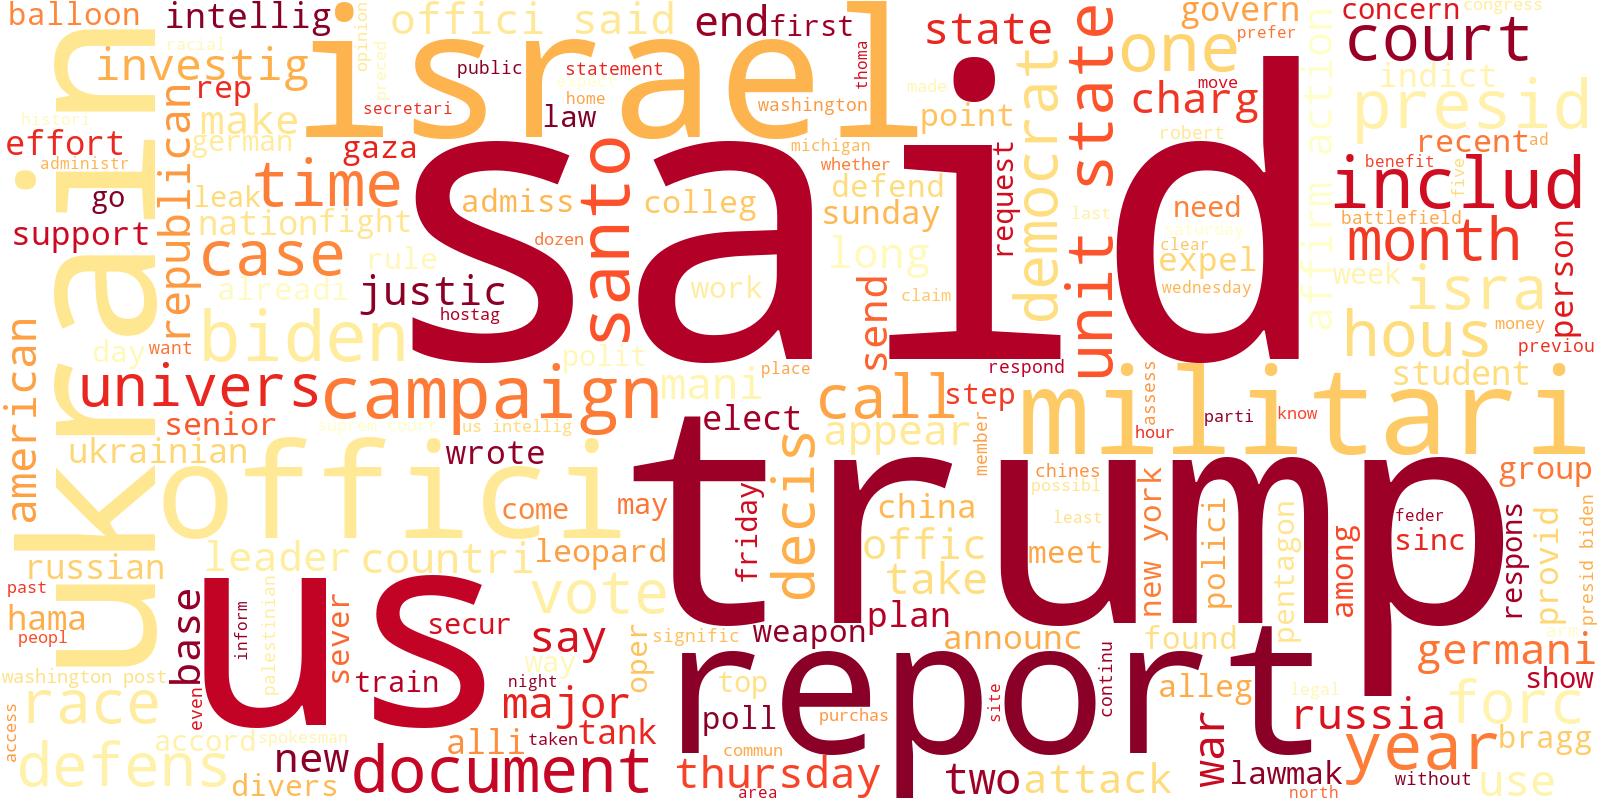 balloon
intellig
israel
offici said
end
first
state
unit state
one
govern
prefer
concern
congress
court
racial
opinion
preced
investig
rep
public
statement
secretari
home
law
thoma
washington
made
point
democrat
charg
move
affirm action
indict
presid
histori
effort
administr
republican
make
german
gaza
said
michigan
whether
request
robert
recent
ad
includ
benefit
five
ukrain
go
support
leak
nation
fight
time
admiss
santo
colleg
defend
sunday
need
last
saturday
battlefield
month
person
case
rule
dozen
long
clear
expel
wednesday
week
isra
alreadi
justic
hostag
work
claim
send
hous
money
previou
american
day
want
biden
polit
place
respond
univers
campaign
mani
call
step
militari
assess
student
senior
suprem court
us intellig
elect
appear
member
hour
parti
know
ukrainian
offici
wrote
trump
decis
chines
possibl
new york
group
russian
come
may
friday
china
least
polici
pentagon
among
feder
sinc
respons
provid
presid biden
past
leader
countri
leopard
offic
meet
hama
peopl
base
us
inform
palestinian
sever
vote
take
secur
say
oper
signific
weapon
plan
announc
found
arm
washington post
race
even
train
way
night
report
top
continu
site
alleg
legal
germani
show
access
accord
spokesman
major
poll
purchas
war
russia
forc
defens
divers
new
document
alli
taken
tank
commun
thursday
area
two
attack
lawmak
north
year
without
bragg
use